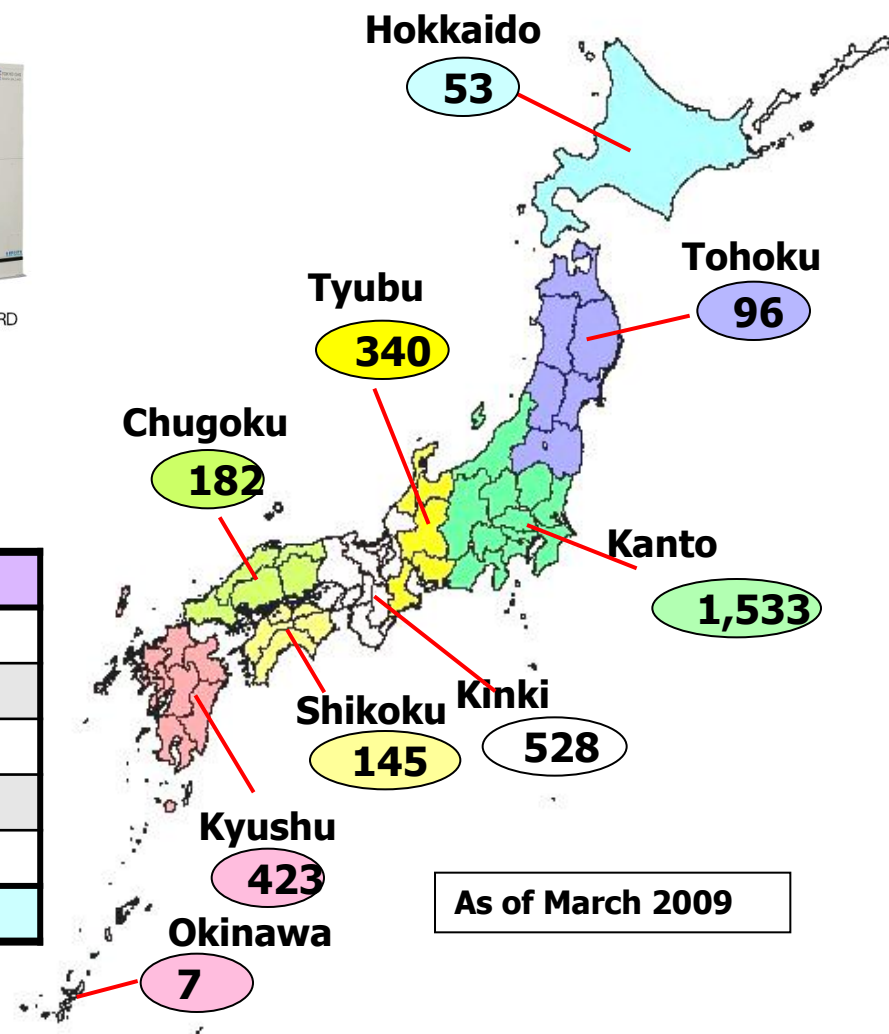 Hokkaido
53
Tohoku
96
Tyubu
340
RD
Chugoku
182
Kanto
1,533
Kinki
528
Shikoku
145
Kyushu
423
As of March 2009
Okinawa
7